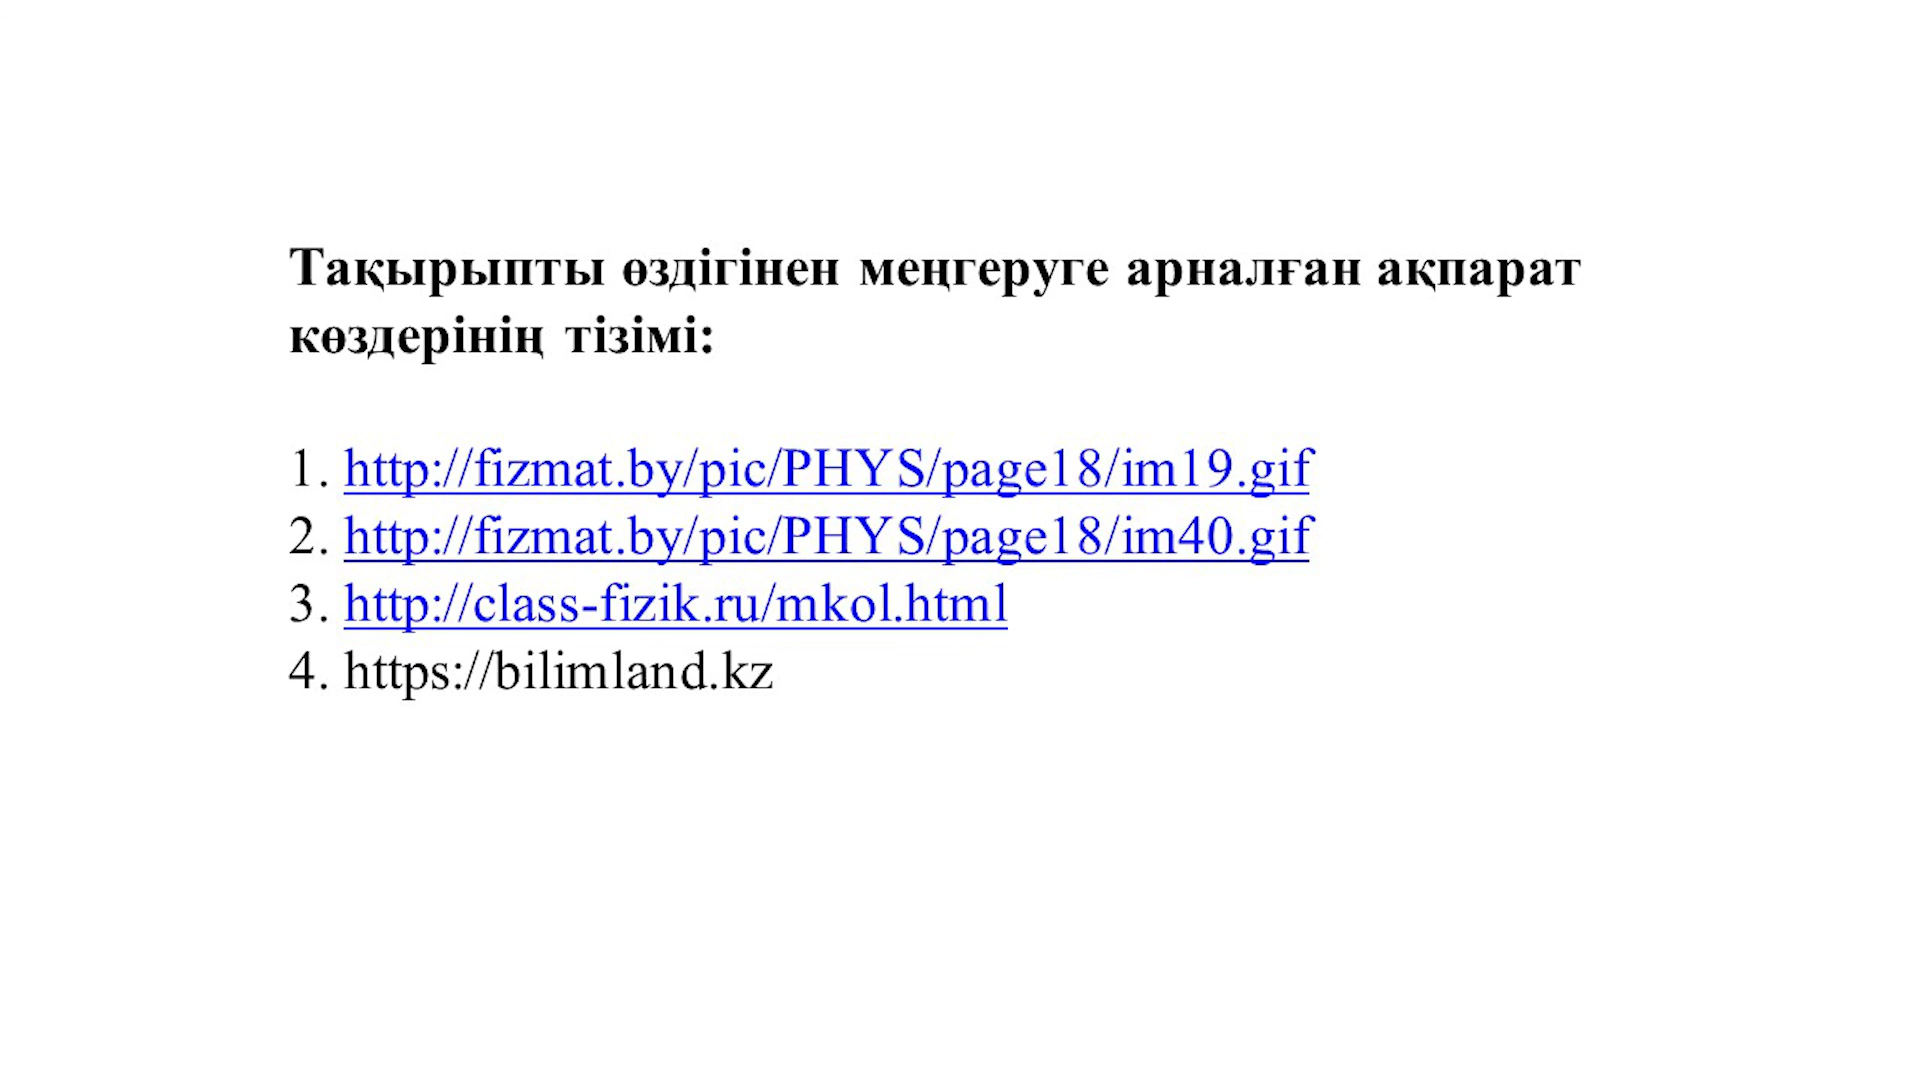 Тақырыпты өздігінен меңгеруге арналған ақпарат
көздерінің тізімі:
1. http://fizmat.by/pic/PHYS/page18/im19.gif
2. http://fizmat.by/pic/PHYS/page18/im40.gif
3. http://class-fizik.ru/mkol.html
4. https://bilimland.kz